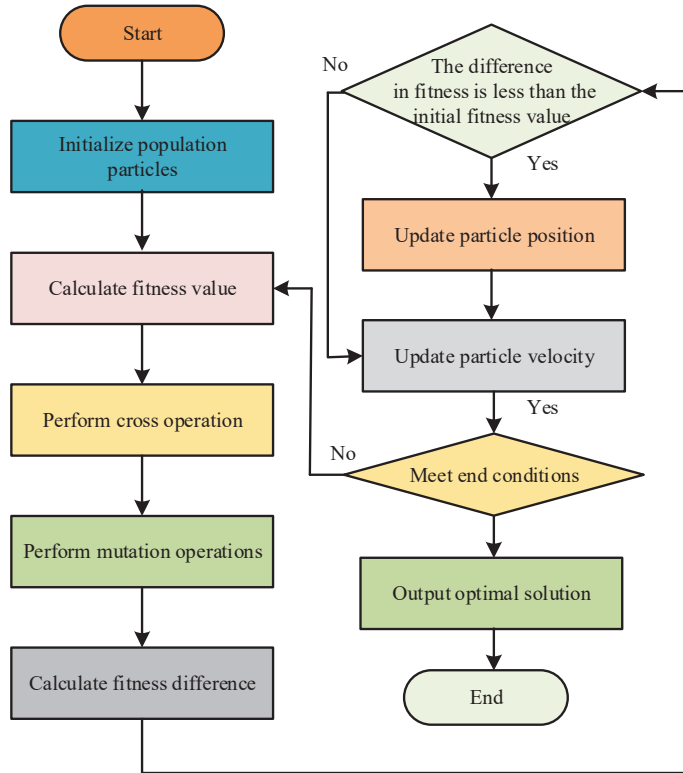 Start
Initialize population
particles
Calculate fitness value
Perform cross operation
Perform mutation operations
Calculate fitness difference
The difference
in fitness is less than the
initial fitness value
No
Yes
Update particle position
Update particle velocity
Yes
No
Meet end conditions
Output optimal solution
End